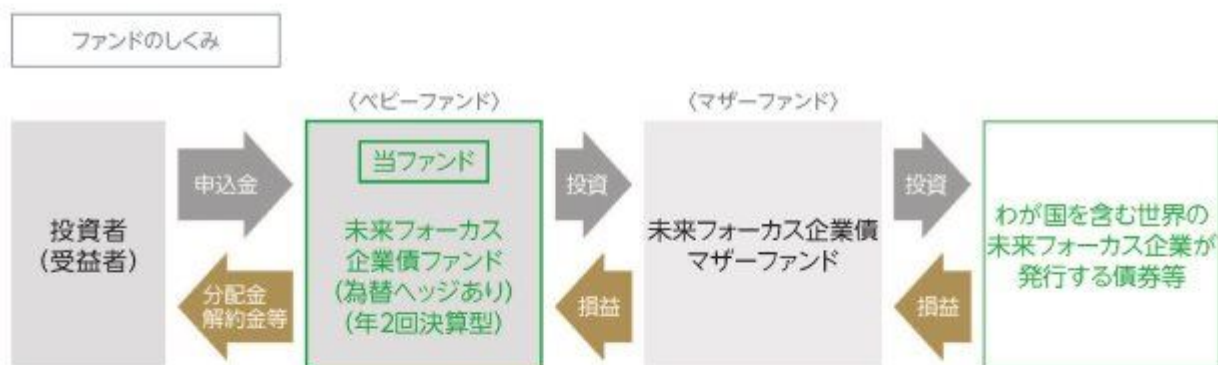 ファンドのしくみ
〈ベビーファンド〉
〈マザーファンド〉
投資者
(受益者)
申込金
分配金
解約金等
当ファンド
未来フォーカス
企業債ファンド
(為替ヘッジあり)
(年2回決算型)
投資
損益
未来フォーカス企業債
マザーファンド
投資
損益
わが国を含む世界の
未来フォーカス企業が
発行する債券等